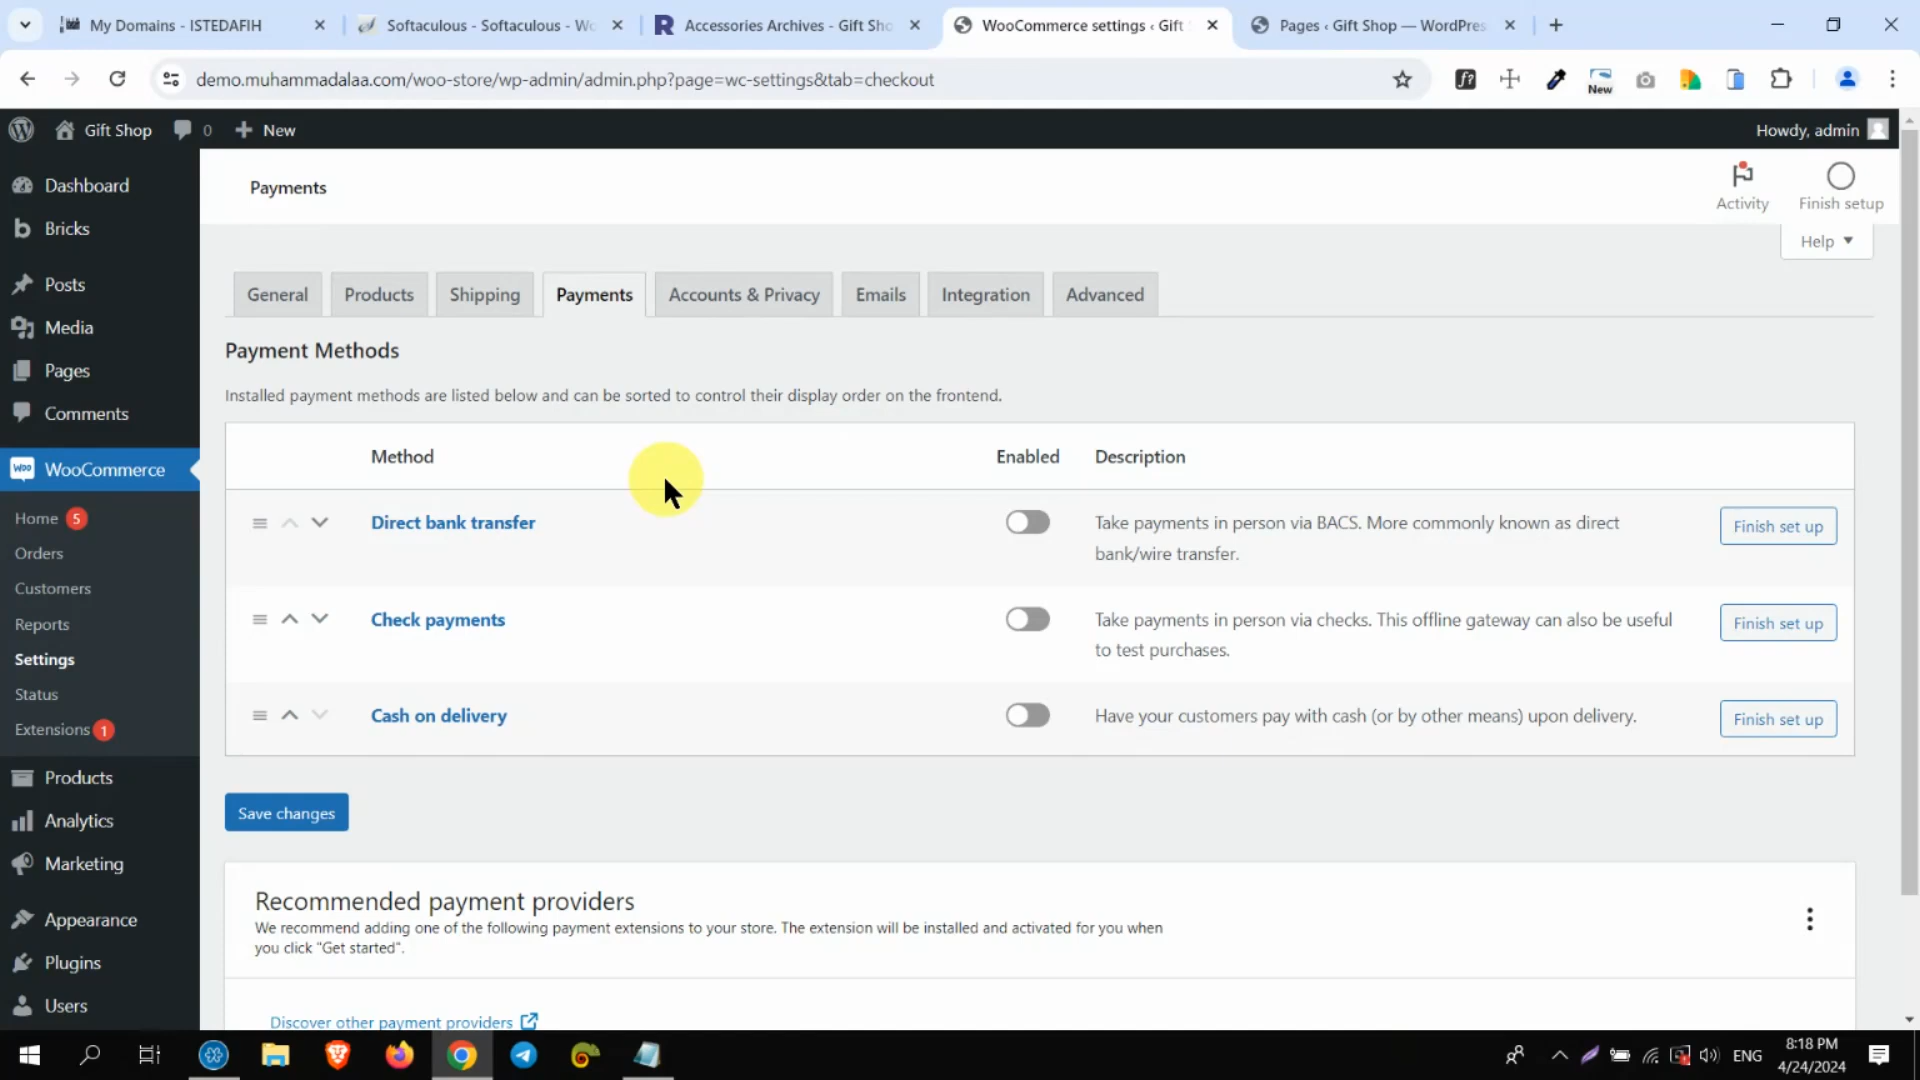 My Domains - ISTEDAFIH
Softaculous - Softaculous - Wo
Accessories Archives - Gift Sho
WooCommerce settings ‹ Gift
Pages ‹ Gift Shop — WordPres
demo.muhammadalaa.com/woo-store/wp-admin/admin.php?page=wc-settings&tab=checkout
f?
New
Gift Shop
0
New
Howdy, admin
Dashboard
Bricks
Posts
Media
Pages
Comments
Woo
WooCommerce
Home 5
Orders
Customers
Reports
Settings
Status
Extensions 1
Products
Analytics
Marketing
Appearance
Plugins
Users
Payments
Activity
Finish setup
Help
General
Products
Shipping
Payments
Accounts & Privacy
Emails
Integration
Advanced
Payment Methods
Installed payment methods are listed below and can be sorted to control their display order on the frontend.
Method
Enabled
Description
Direct bank transfer
Take payments in person via BACS. More commonly known as direct
bank/wire transfer.
Finish set up
Check payments
Take payments in person via checks. This offline gateway can also be useful
to test purchases.
Finish set up
Cash on delivery
Have your customers pay with cash (or by other means) upon delivery.
Finish set up
Save changes
Recommended payment providers
We recommend adding one of the following payment extensions to your store. The extension will be installed and activated for you when
you click "Get started".
Discover other payment providers
ENG
8:18 PM
4/24/2024